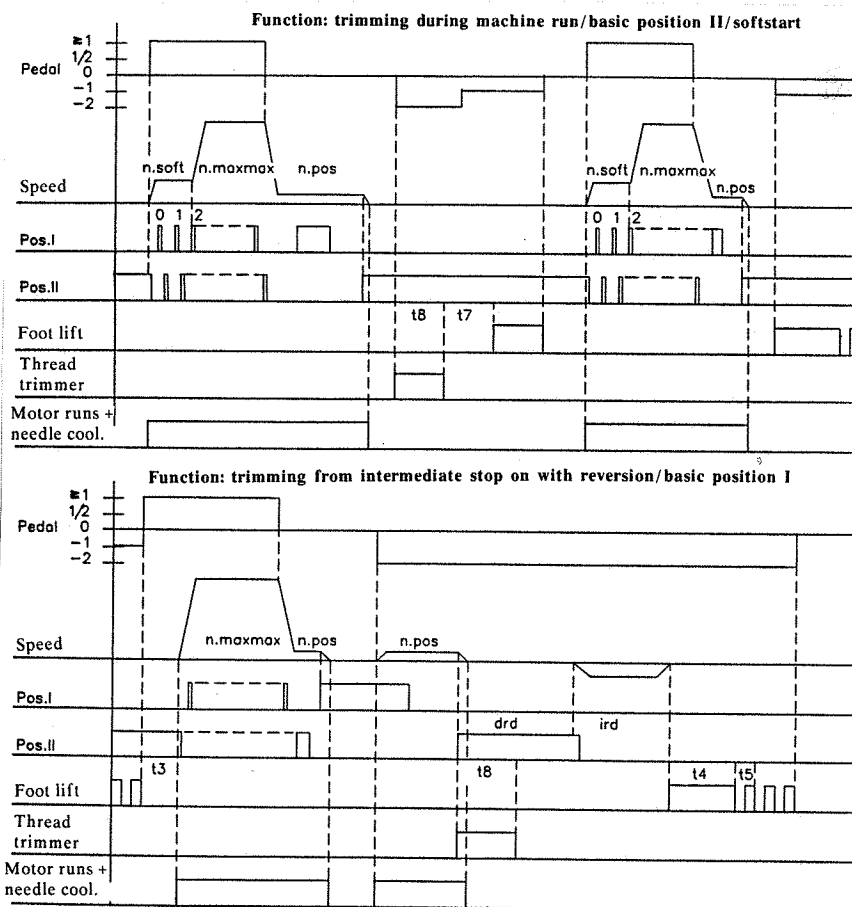 Function: trimming during machine run/basic position II/softstart
≥1
1/2
Pedal 0
-1
-2
n.soft n.maxmax n.pos n.soft n.maxmax n.pos
Speed
0 1 2 0 1 2
Pos.I
Pos.II
t8 t7
Foot lift
Thread
trimmer
Motor runs +
needle cool.
Function: trimming from intermediate stop on with reversion/basic position I
≥1
1/2
Pedal 0
-1
-2
n.maxmax n.pos n.pos
Speed
Pos.I
drd ird
Pos.II
t3 t8 t4 t5
Foot lift
Thread
trimmer
Motor runs +
needle cool.